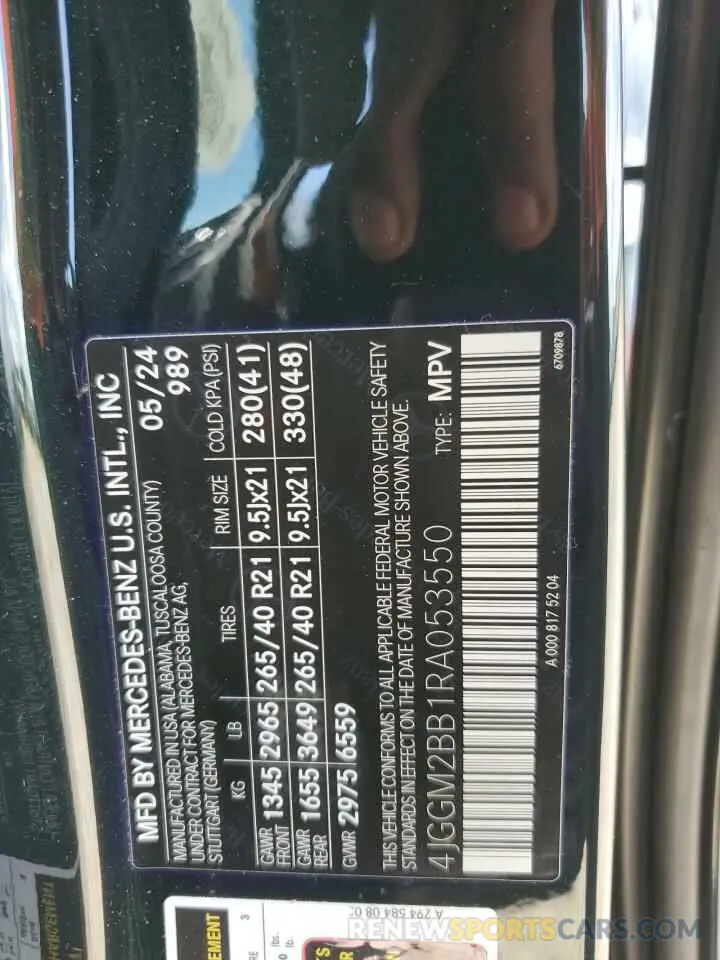 MFD BY MERCEDES-BENZ U.S. INTL., INC
MANUFACTURED IN USA (ALABAMA, TUSCALOOSA COUNTY) 05/24
UNDER CONTRACT FOR MERCEDES-BENZ AG, 989
STUTTGART (GERMANY)
KG LB TIRES RIM SIZE COLD KPA (PSI)
GAWR FRONT 1345 2965 265/40 R21 9.5Jx21 280(41)
GAWR REAR 1655 3649 265/40 R21 9.5Jx21 330(48)
GVWR 2975 6559
THIS VEHICLE CONFORMS TO ALL APPLICABLE FEDERAL MOTOR VEHICLE SAFETY
STANDARDS IN EFFECT ON THE DATE OF MANUFACTURE SHOWN ABOVE.
4JGGM2BB1RA053550 TYPE: MPV
A 000 817 52 04 6709878
A 294 584 08 0
EMENT
RENEWSPORTSCARS.COM